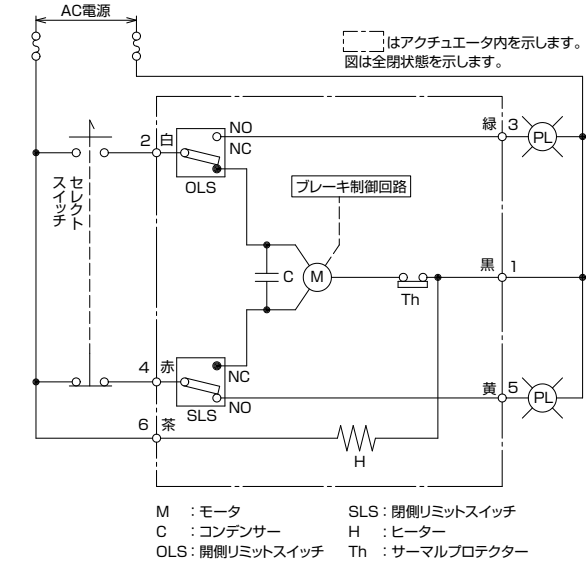 AC電源
はアクチュエータ内を示します。
図は全閉状態を示します。
2 白
NO
NC
OLS
緑 3
PL
セレクト
スイッチ
ブレーキ制御回路
C
M
Th
黒 1
4 赤
NC
NO
SLS
黄 5
PL
6 茶
H
M :モータ
C :コンデンサー
OLS:開側リミットスイッチ
SLS:閉側リミットスイッチ
H :ヒーター
Th :サーマルプロテクター